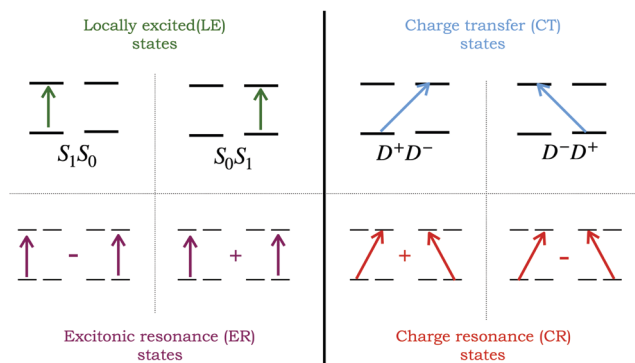 Locally excited(LE)
states
Charge transfer (CT)
states
S₁S₀
S₀S₁
D⁺D⁻
D⁻D⁺
-
+
+
-
Excitonic resonance (ER)
states
Charge resonance (CR)
states